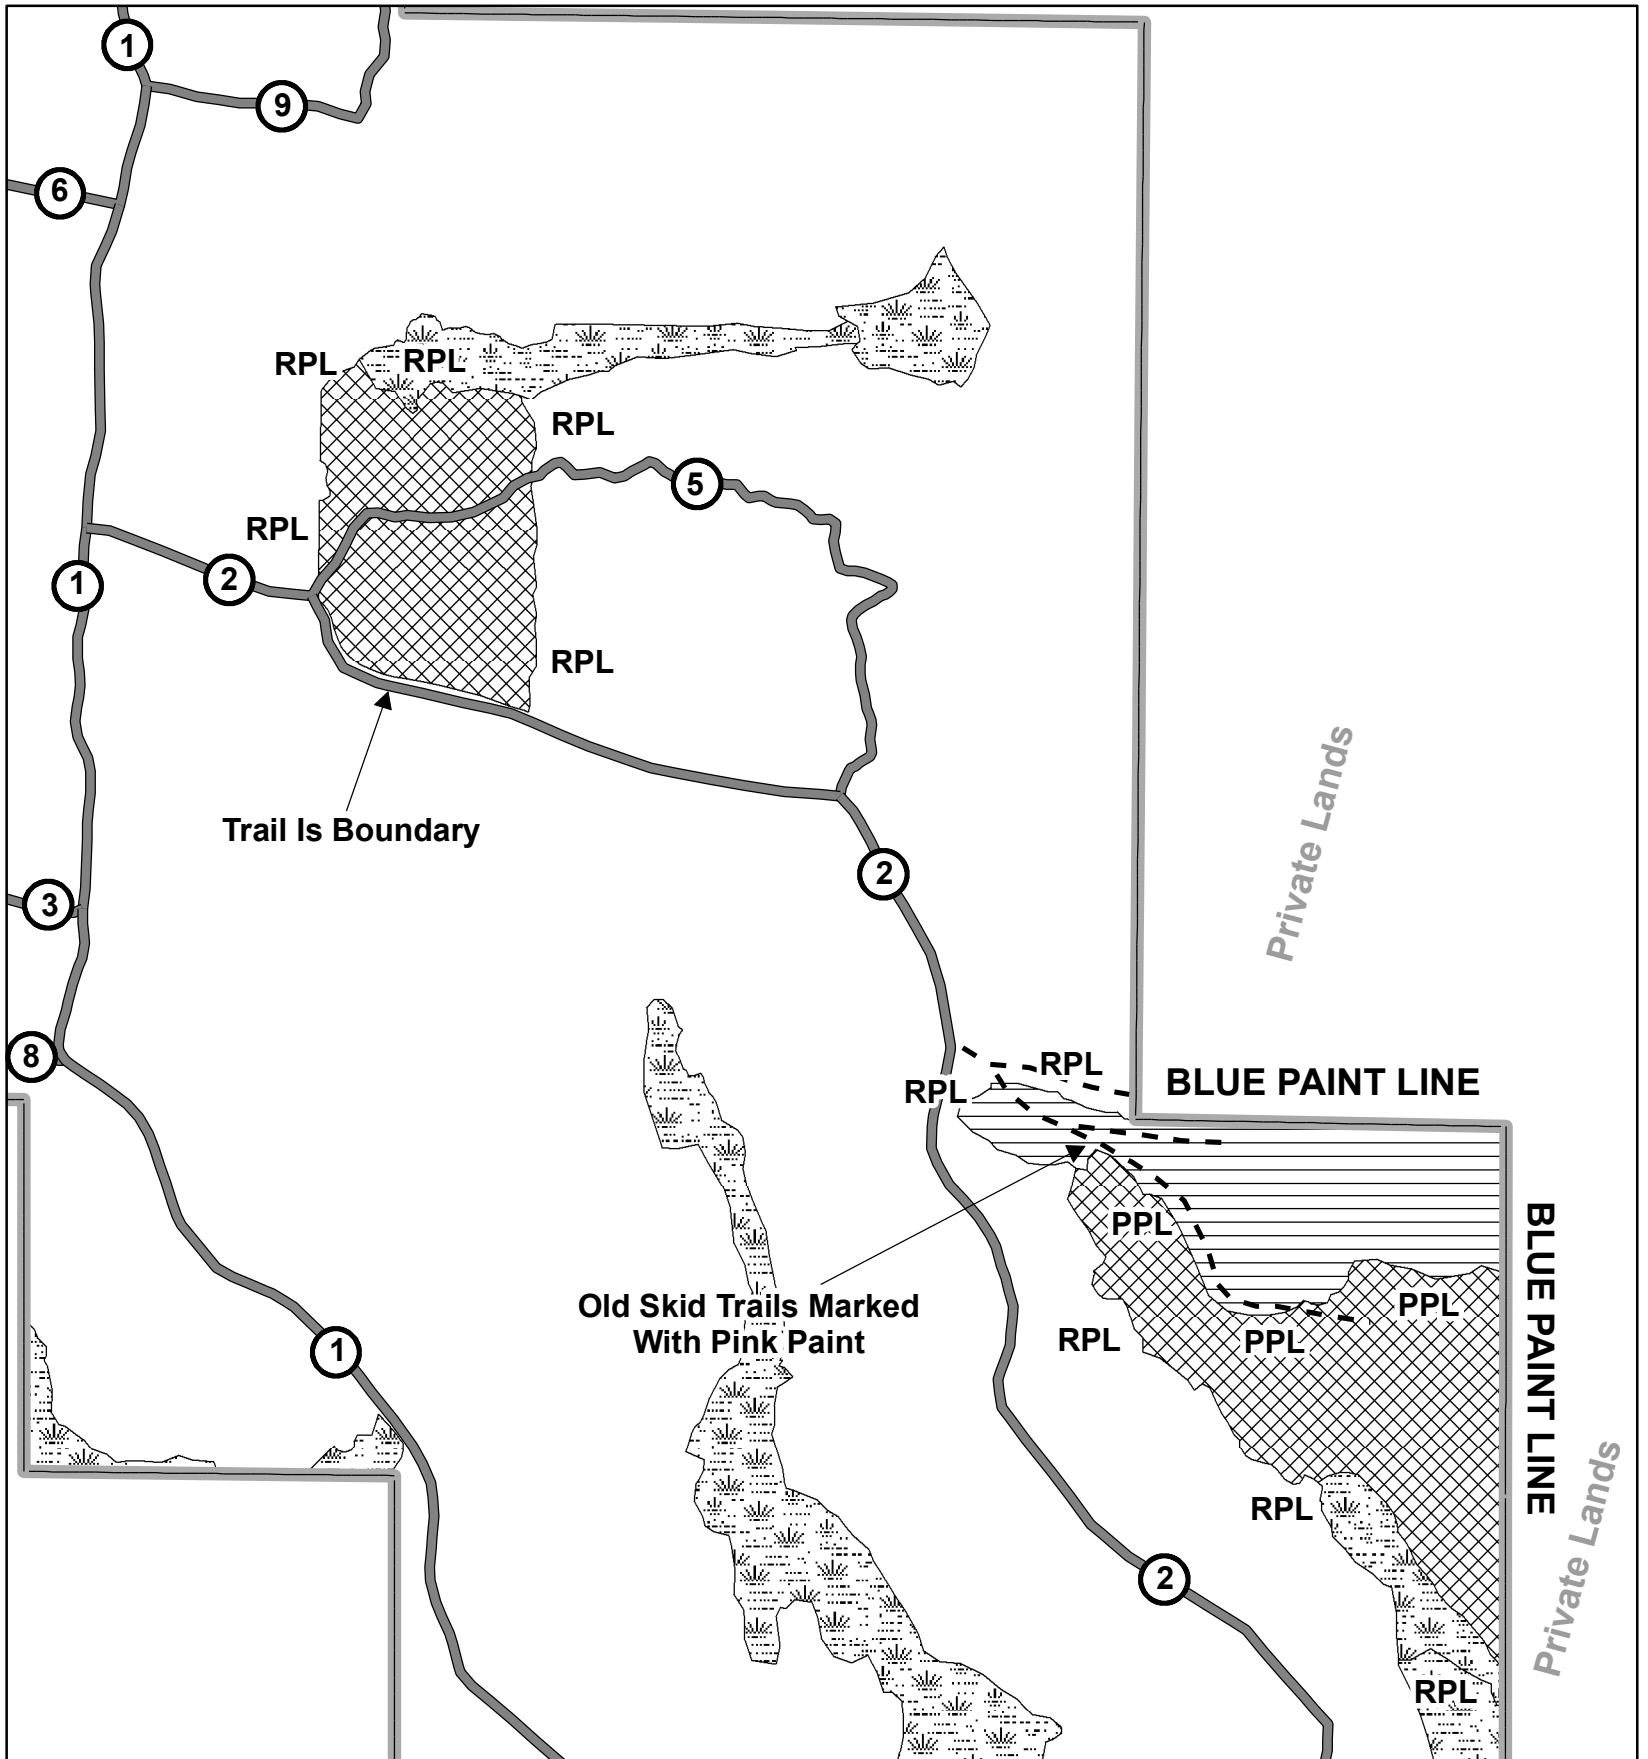 1
9
6
RPL
RPL
RPL
5
RPL
2
1
RPL
Private Lands
Trail Is Boundary
2
3
8
RPL
BLUE PAINT LINE
RPL
PPL
BLUE PAINT LINE
Old Skid Trails Marked
With Pink Paint
PPL
PPL
RPL
1
RPL
Private Lands
2
RPL